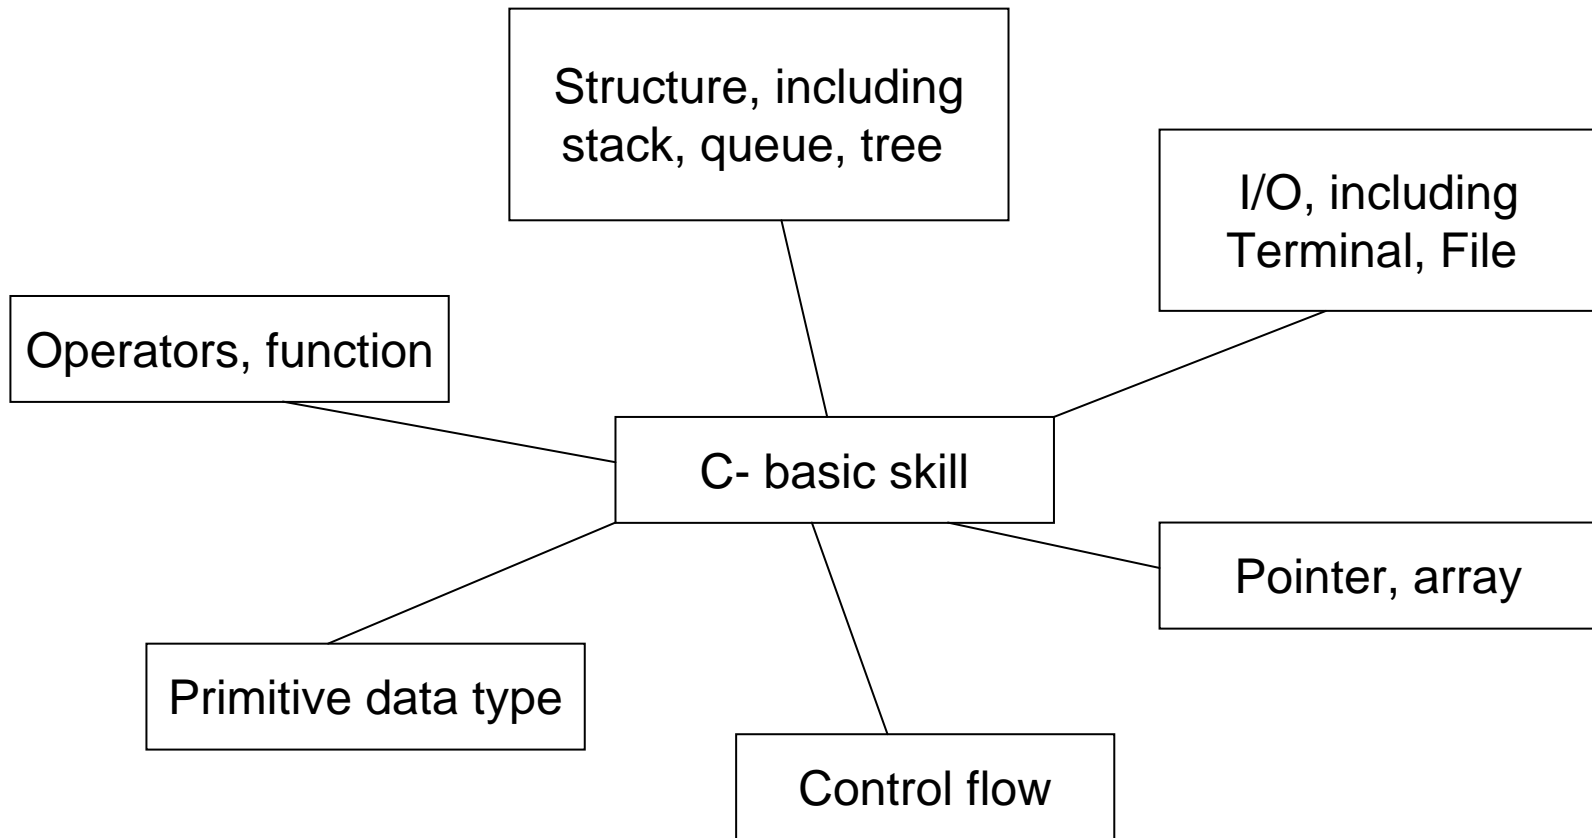 Structure, including
stack, queue, tree
I/O, including
Terminal, File
Operators, function
C- basic skill
Pointer, array
Primitive data type
Control flow